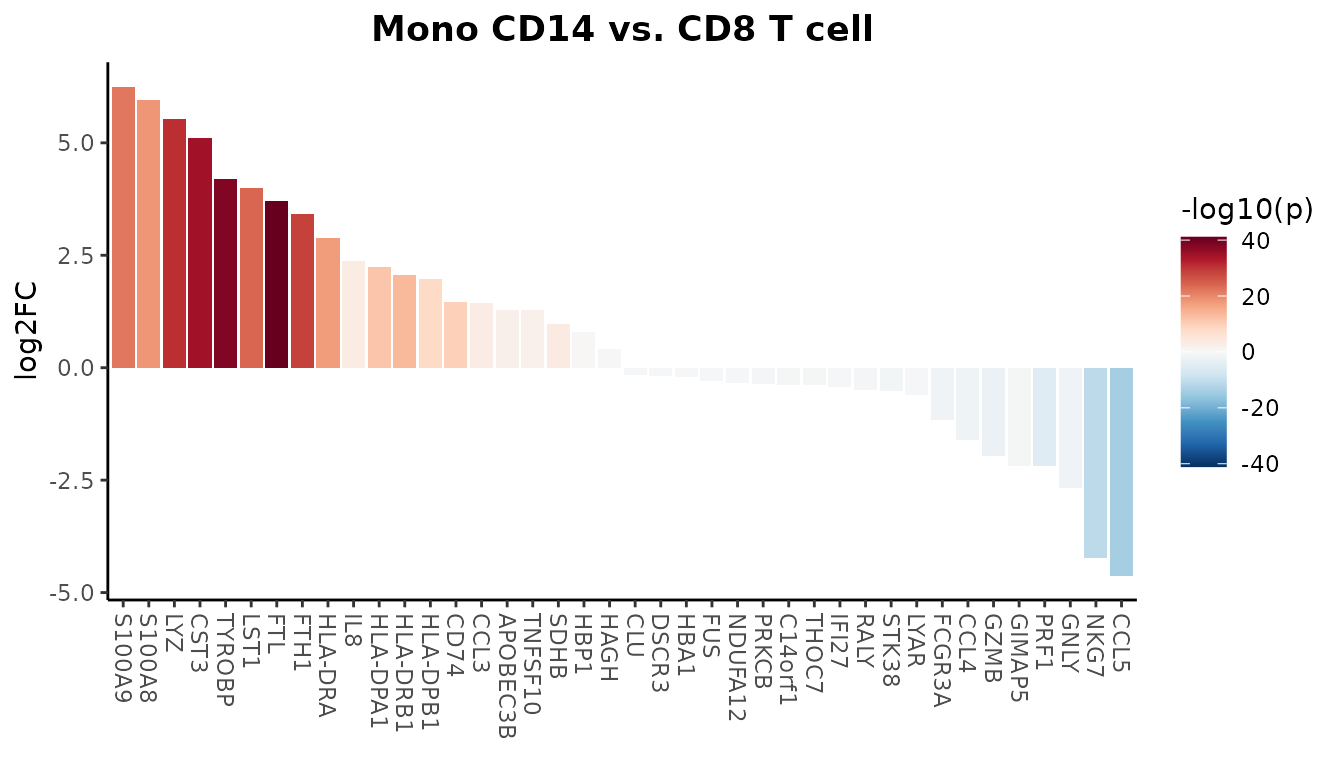 Mono CD14 vs. CD8 T cell
log2FC
5.0
2.5
0.0
-2.5
-5.0
S100A9
S100A8
LYZ
CST3
TYROBP
LST1
FTL
FTH1
HLA-DRA
IL8
HLA-DPA1
HLA-DRB1
HLA-DPB1
CD74
CCL3
APOBEC3B
TNFSF10
SDHB
HBP1
HAGH
CLU
DSCR3
HBA1
FUS
NDUFA12
PRKCB
C14orf1
THOC7
IFI27
RALY
STK38
LYAR
FCGR3A
CCL4
GZMB
GIMAP5
PRF1
GNLY
NKG7
CCL5
-log10(p)
40
20
0
-20
-40